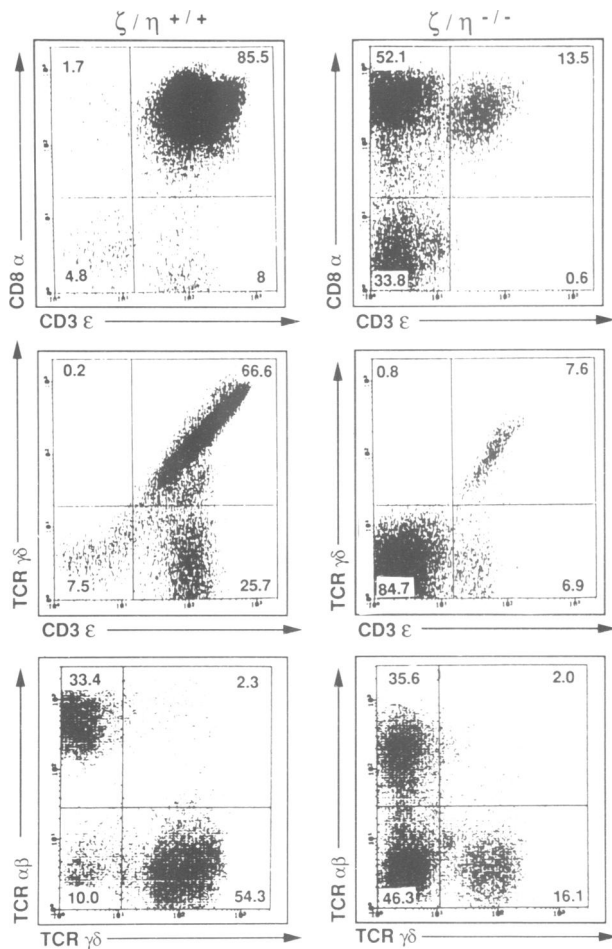 ζ / η +/+
ζ / η -/-
1.7 85.5
4.8 8
CD8 α
CD3 ε
52.1 13.5
33.8 0.6
CD8 α
CD3 ε
0.2 66.6
7.5 25.7
TCR γδ
CD3 ε
0.8 7.6
84.7 6.9
TCR γδ
CD3 ε
33.4 2.3
10.0 54.3
TCR αβ
TCR γδ
35.6 2.0
46.3 16.1
TCR αβ
TCR γδ